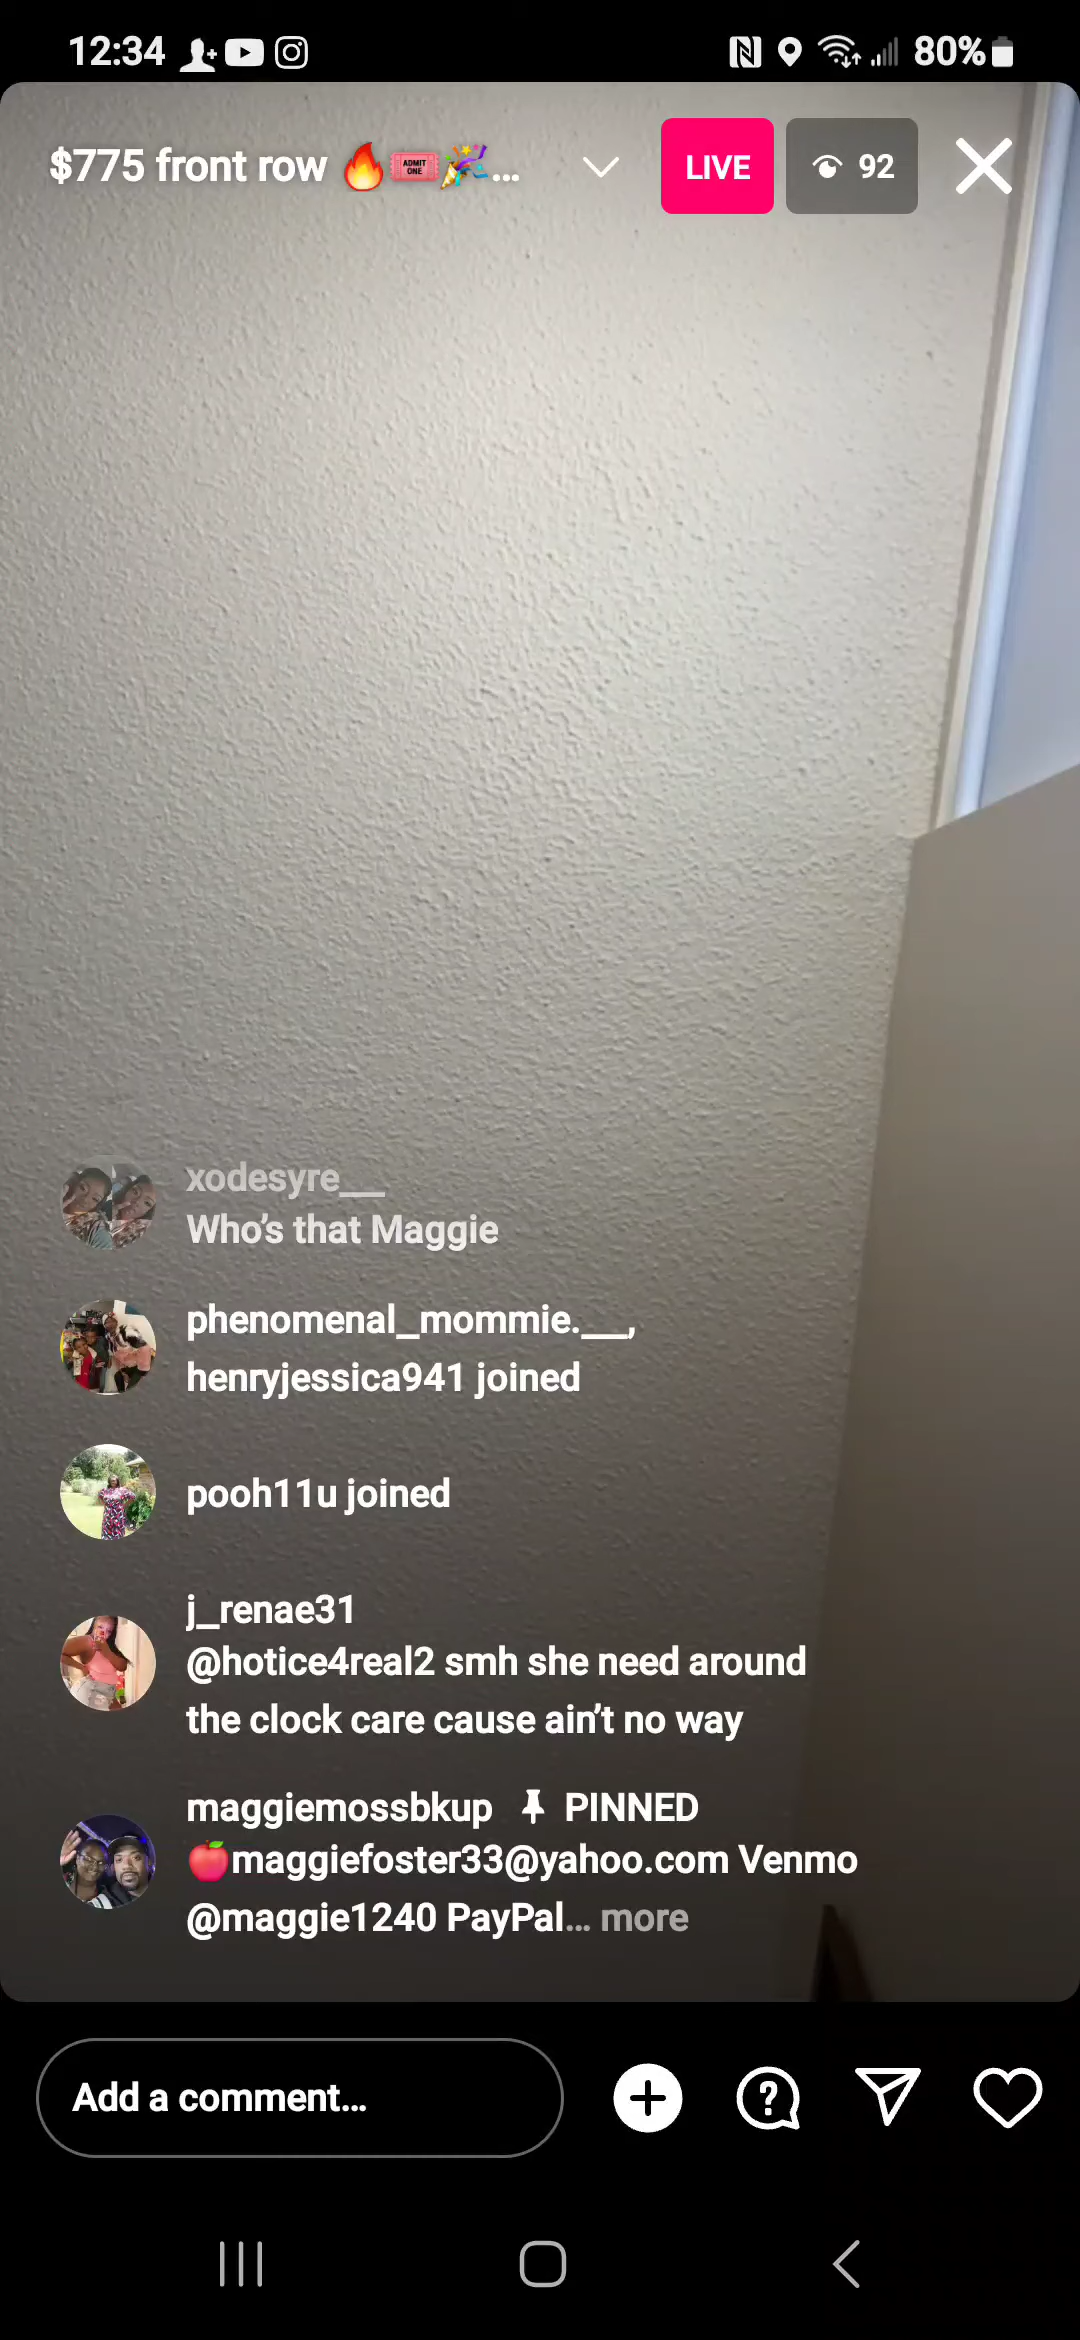 12:34 80%
$775 front row 🔥🎟️🎉... LIVE 92
xodesyre__
Who's that Maggie
phenomenal_mommie.__,
henryjessica941 joined
pooh11u joined
j_renae31
@hotice4real2 smh she need around
the clock care cause ain't no way
maggiemossbkup 📌 PINNED
🍎maggiefoster33@yahoo.com Venmo
@maggie1240 PayPal... more
Add a comment...